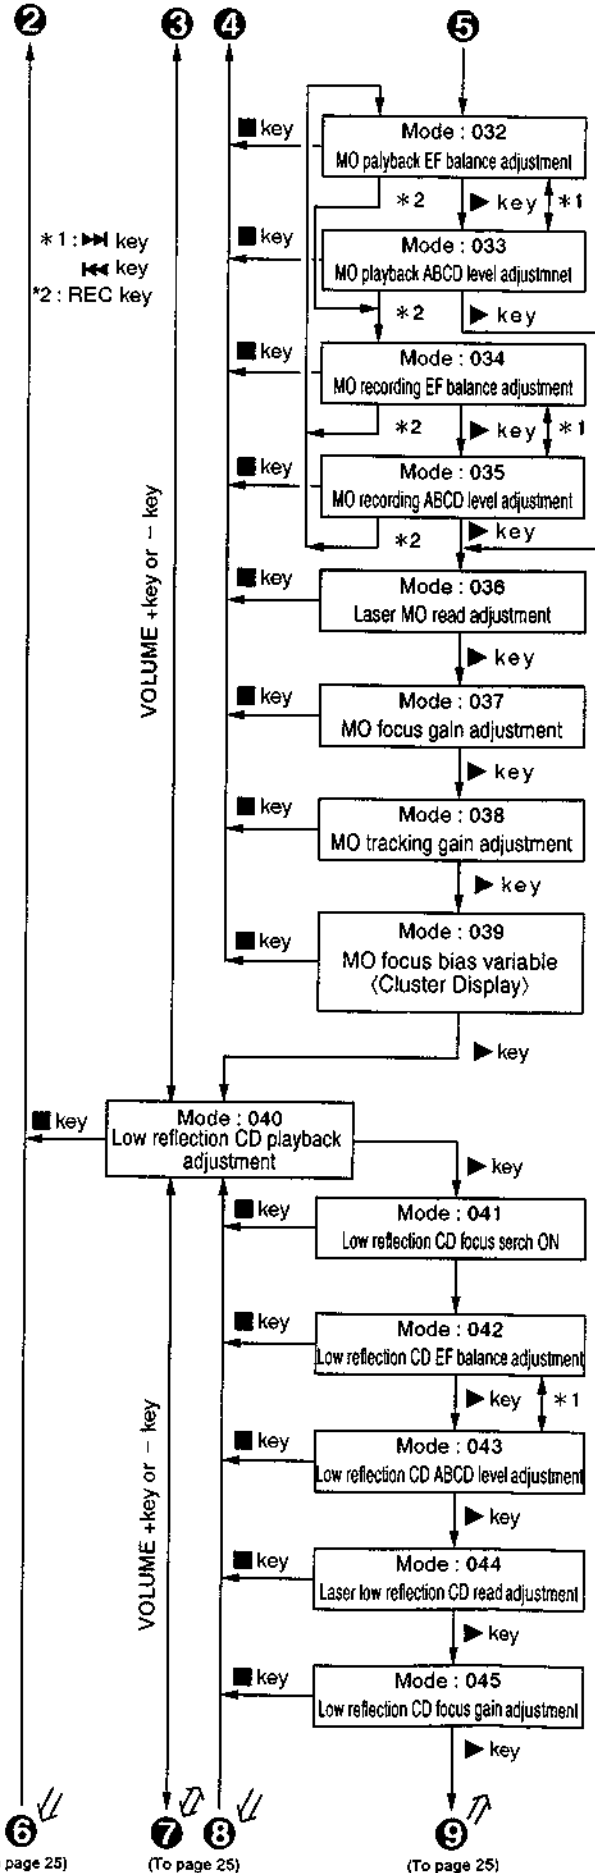 2 3 4 5
■ key
Mode : 032
MO palyback EF balance adjustment
*2
▶ key
*1
*1 : ▶▶| key
|◀◀ key
*2 : REC key
■ key
Mode : 033
MO playback ABCD level adjustmnet
*2
▶ key
■ key
Mode : 034
MO recording EF balance adjustment
*2
▶ key
*1
■ key
Mode : 035
MO recording ABCD level adjustment
*2
▶ key
VOLUME +key or − key
■ key
Mode : 036
Laser MO read adjustment
▶ key
■ key
Mode : 037
MO focus gain adjustment
▶ key
■ key
Mode : 038
MO tracking gain adjustment
▶ key
■ key
Mode : 039
MO focus bias variable
〈Cluster Display〉
▶ key
■ key
Mode : 040
Low reflection CD playback
adjustment
▶ key
■ key
Mode : 041
Low reflection CD focus serch ON
■ key
Mode : 042
Low reflection CD EF balance adjustment
▶ key
*1
VOLUME +key or − key
■ key
Mode : 043
Low reflection CD ABCD level adjustment
▶ key
■ key
Mode : 044
Laser low reflection CD read adjustment
▶ key
■ key
Mode : 045
Low reflection CD focus gain adjustment
▶ key
6 7 8 9
page 25)
(To page 25)
(To page 25)